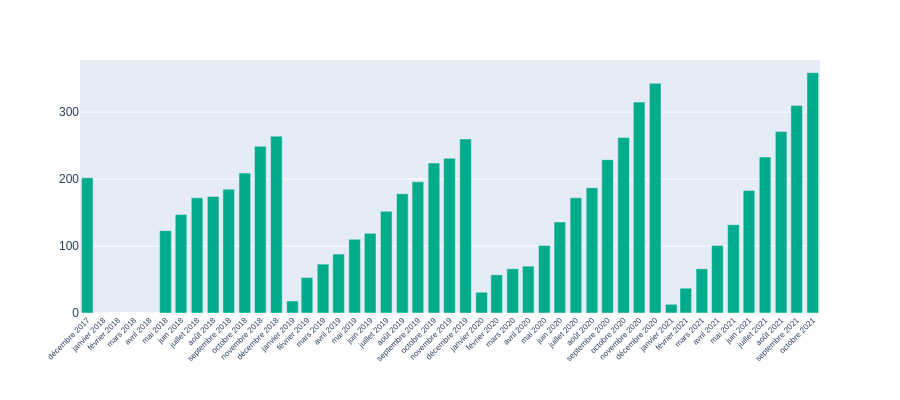 300
200
100
0
décembre 2017
janvier 2018
février 2018
mars 2018
avril 2018
mai 2018
juin 2018
juillet 2018
août 2018
septembre 2018
octobre 2018
novembre 2018
décembre 2018
janvier 2019
février 2019
mars 2019
avril 2019
mai 2019
juin 2019
juillet 2019
août 2019
septembre 2019
octobre 2019
novembre 2019
décembre 2019
janvier 2020
février 2020
mars 2020
avril 2020
mai 2020
juin 2020
juillet 2020
août 2020
septembre 2020
octobre 2020
novembre 2020
décembre 2020
janvier 2021
février 2021
mars 2021
avril 2021
mai 2021
juin 2021
juillet 2021
août 2021
septembre 2021
octobre 2021